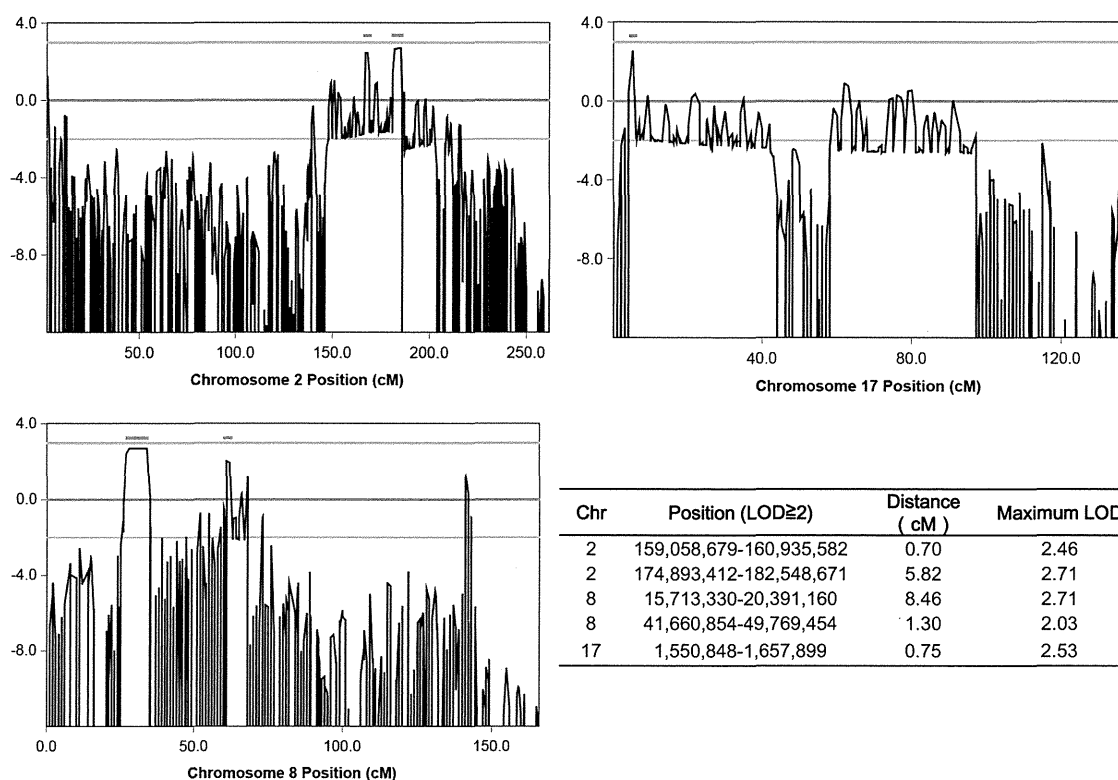 4.0
0.0
-4.0
-8.0
50.0 100.0 150.0 200.0 250.0
Chromosome 2 Position (cM)
4.0
0.0
-4.0
-8.0
40.0 80.0 120.0
Chromosome 17 Position (cM)
4.0
0.0
-4.0
-8.0
0.0 50.0 100.0 150.0
Chromosome 8 Position (cM)
Chr Position (LOD≧2) Distance ( cM ) Maximum LOD
2 159,058,679-160,935,582 0.70 2.46
2 174,893,412-182,548,671 5.82 2.71
8 15,713,330-20,391,160 8.46 2.71
8 41,660,854-49,769,454 1.30 2.03
17 1,550,848-1,657,899 0.75 2.53